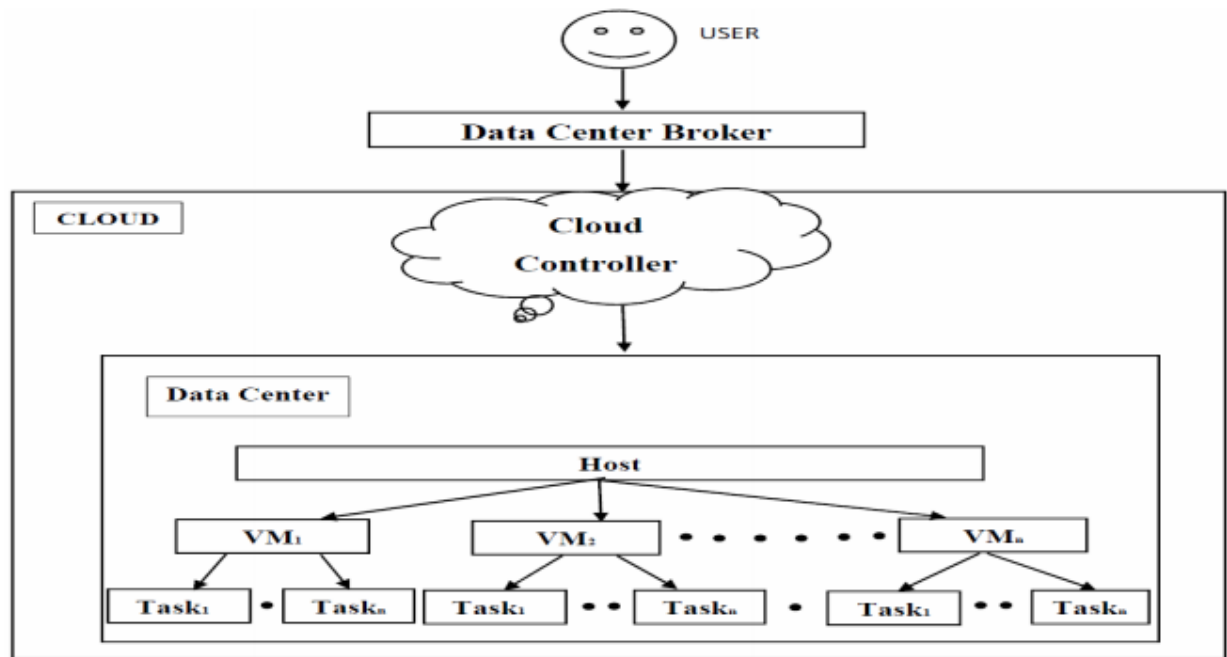 USER
Data Center Broker
CLOUD
Cloud
Controller
Data Center
Host
VM₁
VM₂
VMₙ
Task₁
Taskₙ
Task₁
Taskₙ
Task₁
Taskₙ